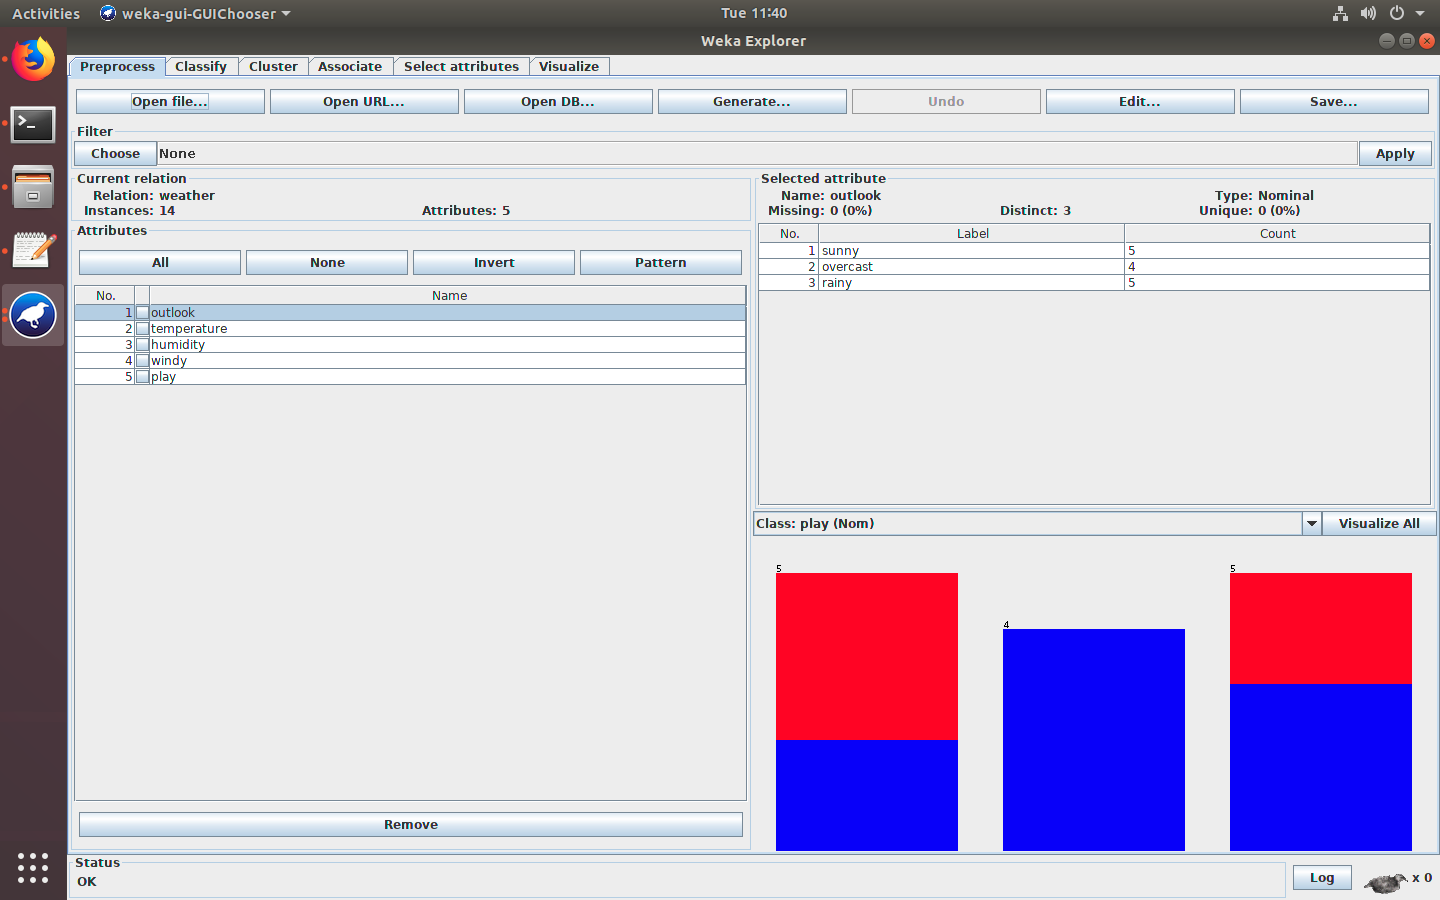 Activities weka-gui-GUIChooser Tue 11:40
Weka Explorer
Preprocess Classify Cluster Associate Select attributes Visualize
Open file... Open URL... Open DB... Generate... Undo Edit... Save...
Filter
Choose None Apply
Current relation
Relation: weather
Instances: 14 Attributes: 5
Attributes
All None Invert Pattern
No. Name
1 outlook
2 temperature
3 humidity
4 windy
5 play
Remove
Selected attribute
Name: outlook Type: Nominal
Missing: 0 (0%) Distinct: 3 Unique: 0 (0%)
No. Label Count
1 sunny 5
2 overcast 4
3 rainy 5
Class: play (Nom) Visualize All
5 4 5
Status
OK
Log x 0